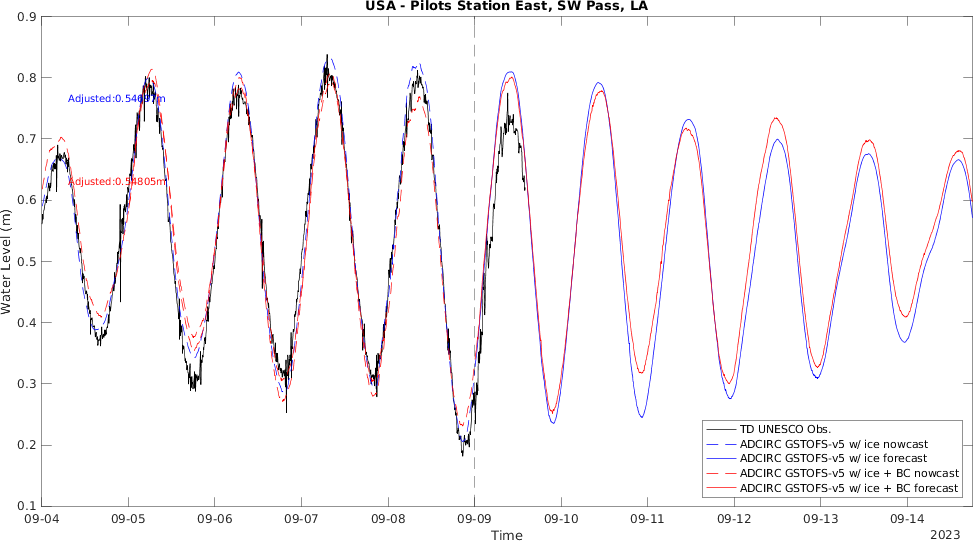 USA - Pilots Station East, SW Pass, LA
0.9
0.8
0.7
0.6
0.5
0.4
0.3
0.2
0.1
Water Level (m)
Adjusted:0.54805m
TD UNESCO Obs.
ADCIRC GSTOFS-v5 w/ ice nowcast
ADCIRC GSTOFS-v5 w/ ice forecast
ADCIRC GSTOFS-v5 w/ ice + BC nowcast
ADCIRC GSTOFS-v5 w/ ice + BC forecast
09-04 09-05 09-06 09-07 09-08 09-09 09-10 09-11 09-12 09-13 09-14
Time
2023